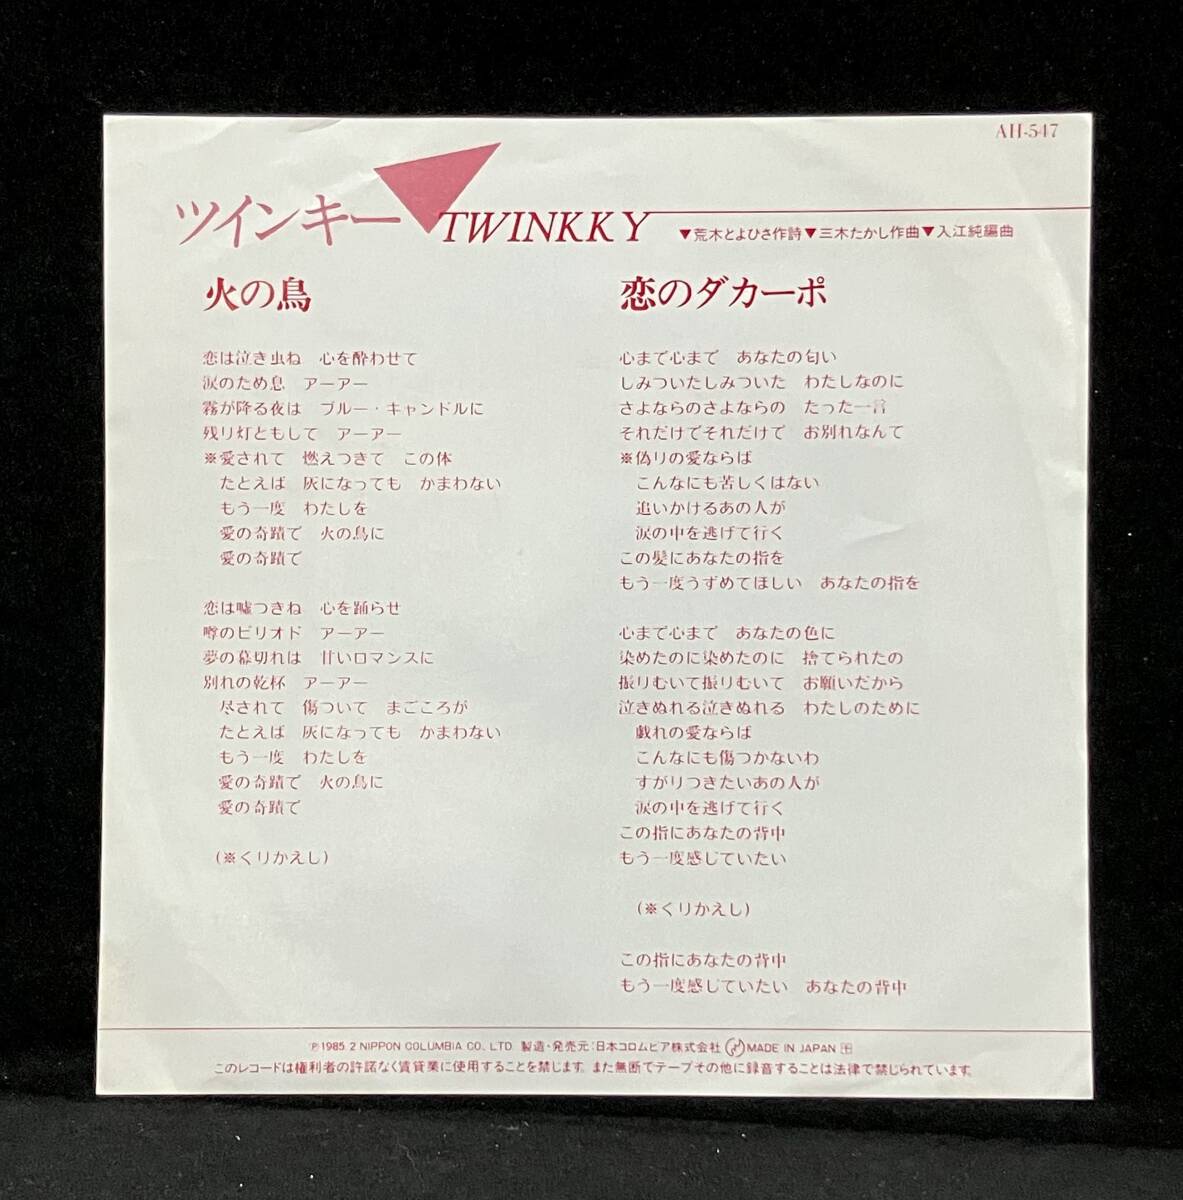 AH-547
ツインキー TWINKKY ▼荒木とよひさ作詩▼三木たかし作曲▼入江純編曲
火の鳥
恋は泣き虫ね　心を酔わせて
涙のため息　アーアー
霧が降る夜は　ブルー・キャンドルに
残り灯ともして　アーアー
※愛されて　燃えつきて　この体
たとえば　灰になっても　かまわない
もう一度　わたしを
愛の奇蹟で　火の鳥に
愛の奇蹟で
恋は嘘つきね　心を踊らせ
噂のピリオド　アーアー
夢の幕切れは　甘いロマンスに
別れの乾杯　アーアー
尽されて　傷ついて　まごころが
たとえば　灰になっても　かまわない
もう一度　わたしを
愛の奇蹟で　火の鳥に
愛の奇蹟で
(※くりかえし)
恋のダカーポ
心まで心まで　あなたの匂い
しみついたしみついた　わたしなのに
さよならのさよならの　たった一言
それだけでそれだけで　お別れなんて
※偽りの愛ならば
こんなにも苦しくはない
追いかけるあの人が
涙の中を逃げて行く
この髪にあなたの指を
もう一度うずめてほしい　あなたの指を
心まで心まで　あなたの色に
染めたのに染めたのに　捨てられたの
振りむいて振りむいて　お願いだから
泣きぬれる泣きぬれる　わたしのために
戯れの愛ならば
こんなにも傷つかないわ
すがりつきたいあの人が
涙の中を逃げて行く
この指にあなたの背中
もう一度感じていたい
(※くりかえし)
この指にあなたの背中
もう一度感じていたい　あなたの背中
Ⓟ1985. 2 NIPPON COLUMBIA CO., LTD. 製造・発売元：日本コロムビア株式会社 MADE IN JAPAN
このレコードは権利者の許諾なく賃貸業に使用することを禁じます。また無断でテープその他に録音することは法律で禁じられています。